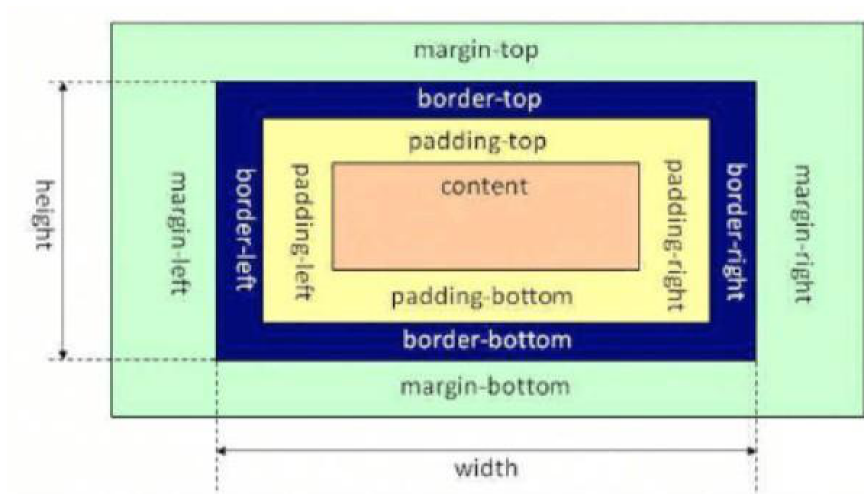 margin-top
border-top
padding-top
content
height
margin-left
border-left
padding-left
padding-right
border-right
margin-right
padding-bottom
border-bottom
margin-bottom
width